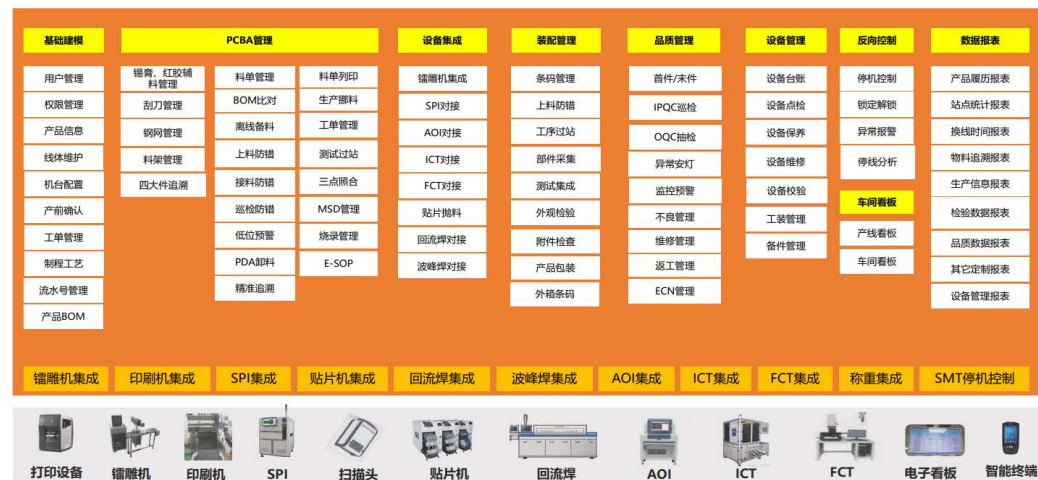 基础建模
用户管理
权限管理
产品信息
线体维护
机台配置
产前确认
工单管理
制程工艺
流水号管理
产品BOM
PCBA管理
锡膏、红胶辅
料管理
刮刀管理
钢网管理
料架管理
四大件追溯
料单管理
BOM比对
离线备料
上料防错
接料防错
巡检防错
低位预警
PDA卸料
精准追溯
料单列印
生产挪料
工单管理
测试过站
三点照合
MSD管理
烧录管理
E-SOP
设备集成
镭雕机集成
SPI对接
AOI对接
ICT对接
FCT对接
贴片抛料
回流焊对接
波峰焊对接
装配管理
条码管理
上料防错
工序过站
部件采集
测试集成
外观检验
附件检查
产品包装
外箱条码
品质管理
首件/末件
IPQC巡检
OQC抽检
异常安灯
监控预警
不良管理
维修管理
返工管理
ECN管理
设备管理
设备台账
设备点检
设备保养
设备维修
设备校验
工装管理
备件管理
反向控制
停机控制
锁定解锁
异常报警
停线分析
车间看板
产线看板
车间看板
数据报表
产品履历报表
站点统计报表
换线时间报表
物料追溯报表
生产信息报表
检验数据报表
品质数据报表
其它定制报表
设备管理报表
镭雕机集成
印刷机集成
SPI集成
贴片机集成
回流焊集成
波峰焊集成
AOI集成
ICT集成
FCT集成
称重集成
SMT停机控制
打印设备
镭雕机
印刷机
SPI
扫描头
贴片机
回流焊
AOI
ICT
FCT
电子看板
智能终端